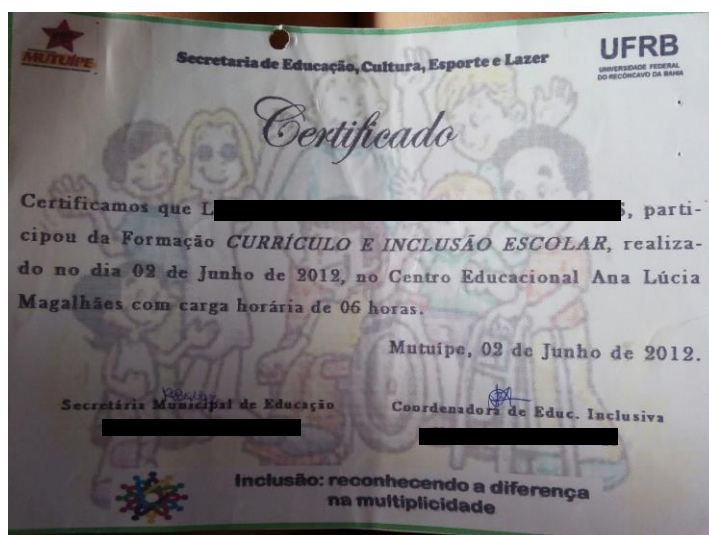 MUTUÍPE
Secretaria de Educação, Cultura, Esporte e Lazer
UFRB
UNIVERSIDADE FEDERAL
DO RECÔNCAVO DA BAHIA
Certificado
Certificamos que L S, parti-
cipou da Formação CURRÍCULO E INCLUSÃO ESCOLAR, realiza-
do no dia 02 de Junho de 2012, no Centro Educacional Ana Lúcia
Magalhães com carga horária de 06 horas.
Mutuípe, 02 de Junho de 2012.
Secretária Municipal de Educação
Coordenadora de Educ. Inclusiva
Inclusão: reconhecendo a diferença
na multiplicidade